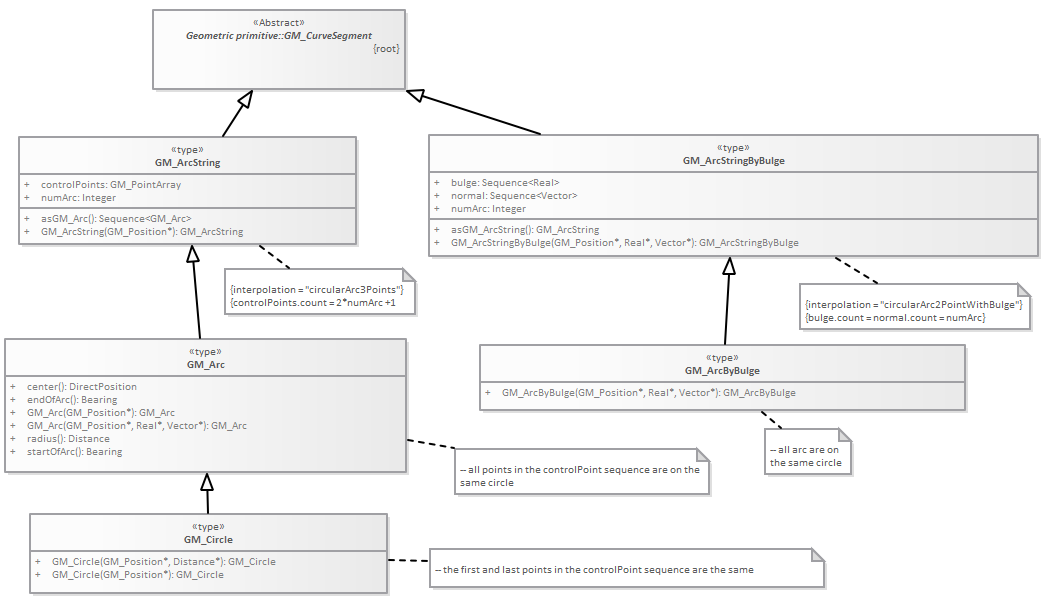 «Abstract»
Geometric primitive::GM_CurveSegment
{root}
«type»
GM_ArcString
+ controlPoints: GM_PointArray
+ numArc: Integer
+ asGM_Arc(): Sequence<GM_Arc>
+ GM_ArcString(GM_Position*): GM_ArcString
«type»
GM_ArcStringByBulge
+ bulge: Sequence<Real>
+ normal: Sequence<Vector>
+ numArc: Integer
+ asGM_ArcString(): GM_ArcString
+ GM_ArcStringByBulge(GM_Position*, Real*, Vector*): GM_ArcStringByBulge
{interpolation = "circularArc3Points"}
{controlPoints.count = 2*numArc +1
{interpolation = "circularArc2PointWithBulge"}
{bulge.count = normal.count = numArc}
«type»
GM_Arc
+ center(): DirectPosition
+ endOfArc(): Bearing
+ GM_Arc(GM_Position*): GM_Arc
+ GM_Arc(GM_Position*, Real*, Vector*): GM_Arc
+ radius(): Distance
+ startOfArc(): Bearing
«type»
GM_ArcByBulge
+ GM_ArcByBulge(GM_Position*, Real*, Vector*): GM_ArcByBulge
-- all arc are on
the same circle
-- all points in the controlPoint sequence are on the
same circle
«type»
GM_Circle
+ GM_Circle(GM_Position*, Distance*): GM_Circle
+ GM_Circle(GM_Position*): GM_Circle
-- the first and last points in the controlPoint sequence are the same